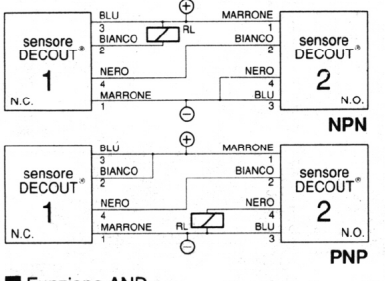 BLU + MARRONE
3 RL 1
BIANCO BIANCO
2 2
sensore DECOUT® sensore DECOUT®
1 2
NERO NERO
4 4
MARRONE BLU
1 3
N.C. N.O.
−
NPN
BLU + MARRONE
3 1
BIANCO BIANCO
2 2
sensore DECOUT® sensore DECOUT®
1 2
NERO NERO
4 4
MARRONE RL BLU
1 3
N.C. N.O.
−
PNP